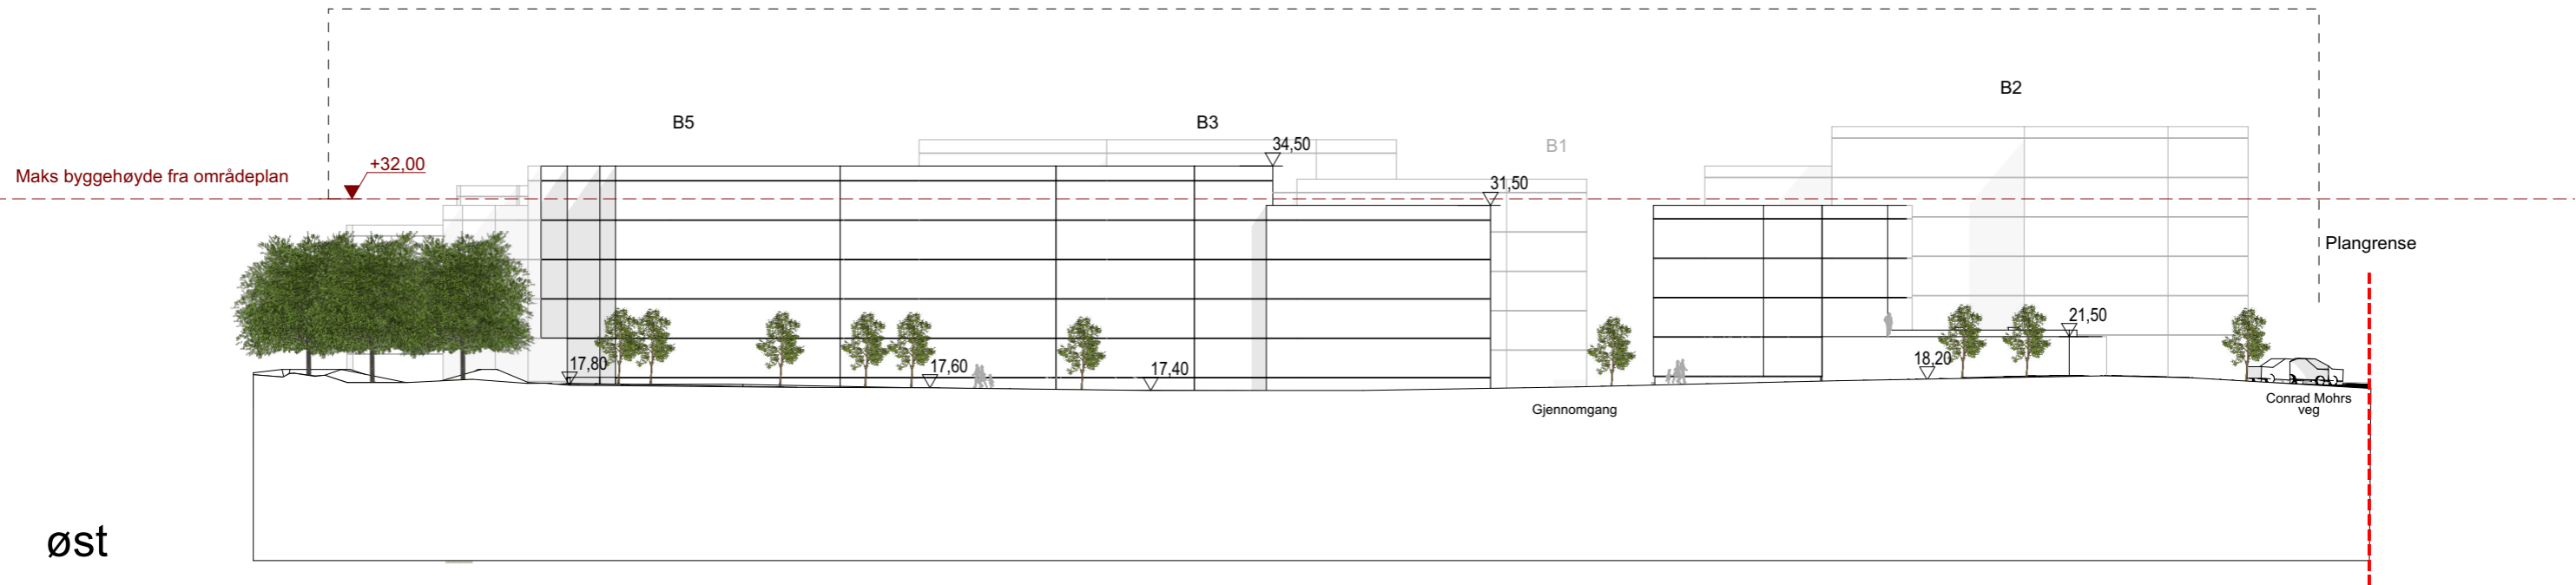 B2
B5
B3
B1
34,50
+32,00
Maks byggehøyde fra områdeplan
31,50
Plangrense
21,50
17,80
17,60
17,40
18,20
Gjennomgang
Conrad Mohrs
veg
øst